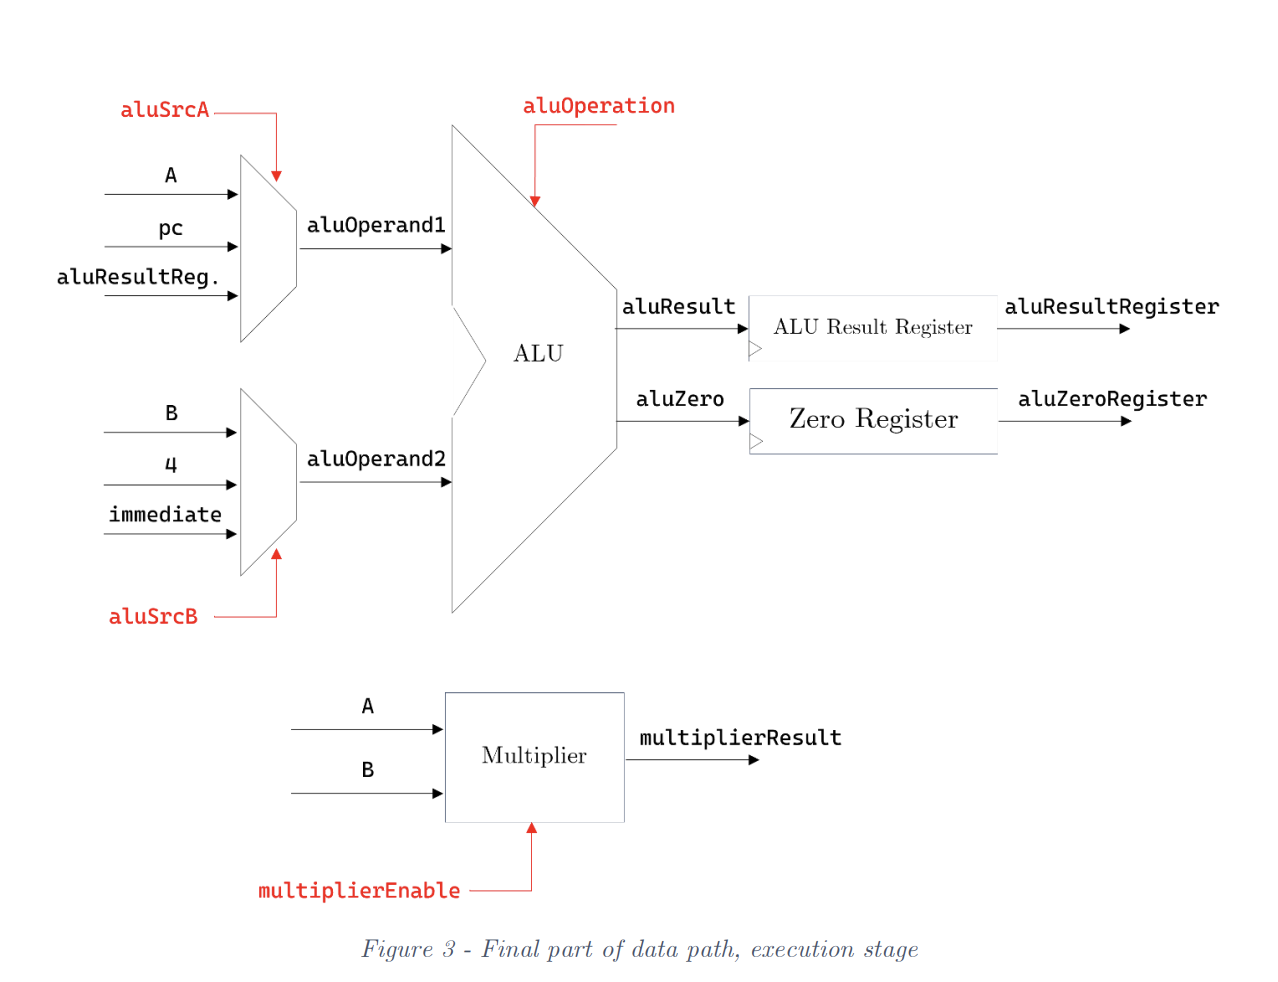 aluSrcA
aluOperation
A
pc
aluOperand1
aluResultReg.
aluResult
ALU Result Register
aluResultRegister
ALU
aluZero
Zero Register
aluZeroRegister
B
4
aluOperand2
immediate
aluSrcB
A
Multiplier
multiplierResult
B
multiplierEnable
Figure 3 - Final part of data path, execution stage